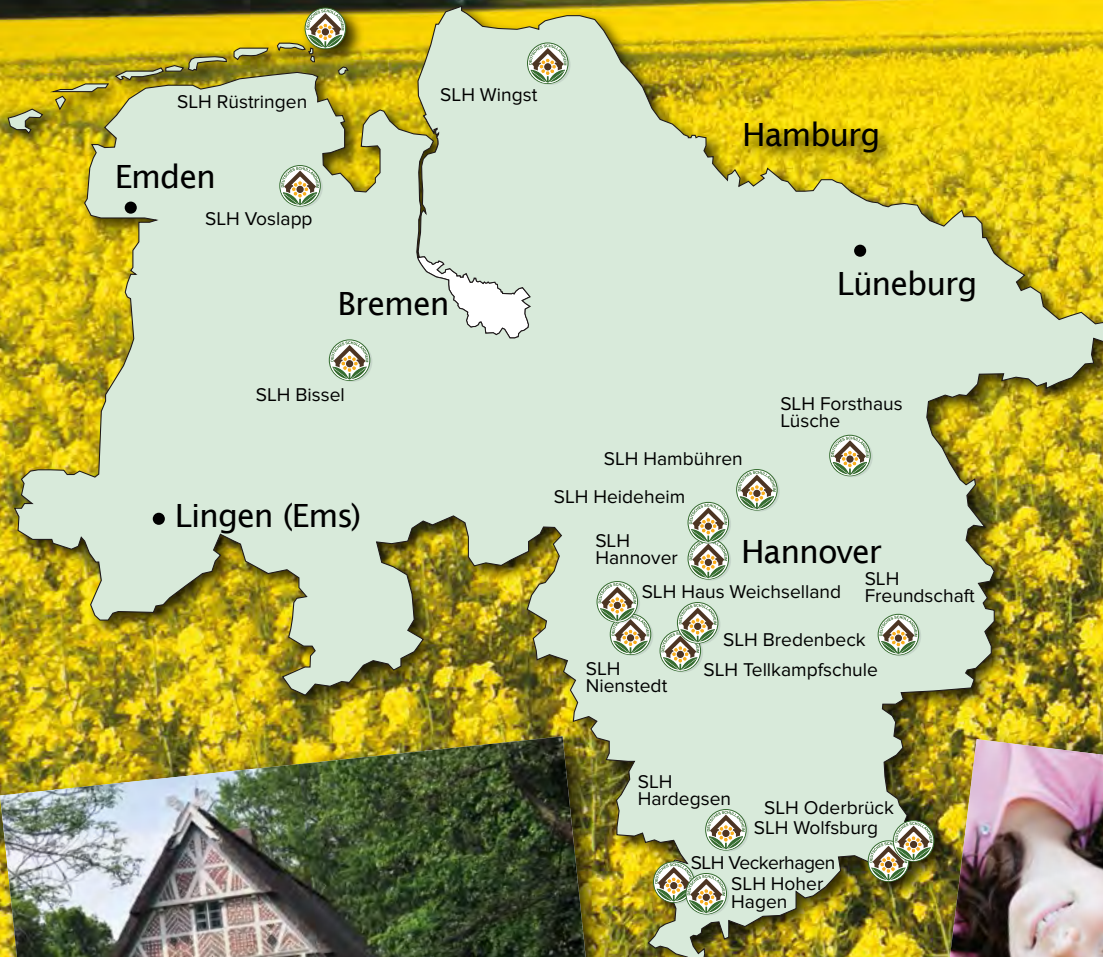 SLH Rüstringen
SLH Wingst
Hamburg
Emden
SLH Voslapp
Lüneburg
Bremen
SLH Bissel
SLH Forsthaus
Lüsche
SLH Hambühren
SLH Heideheim
Lingen (Ems)
SLH
Hannover
Hannover
SLH Haus Weichselland
SLH
Freundschaft
SLH Bredenbeck
SLH Tellkampfschule
SLH
Nienstedt
SLH
Hardegsen
SLH Oderbrück
SLH Wolfsburg
SLH Veckerhagen
SLH Hoher
Hagen